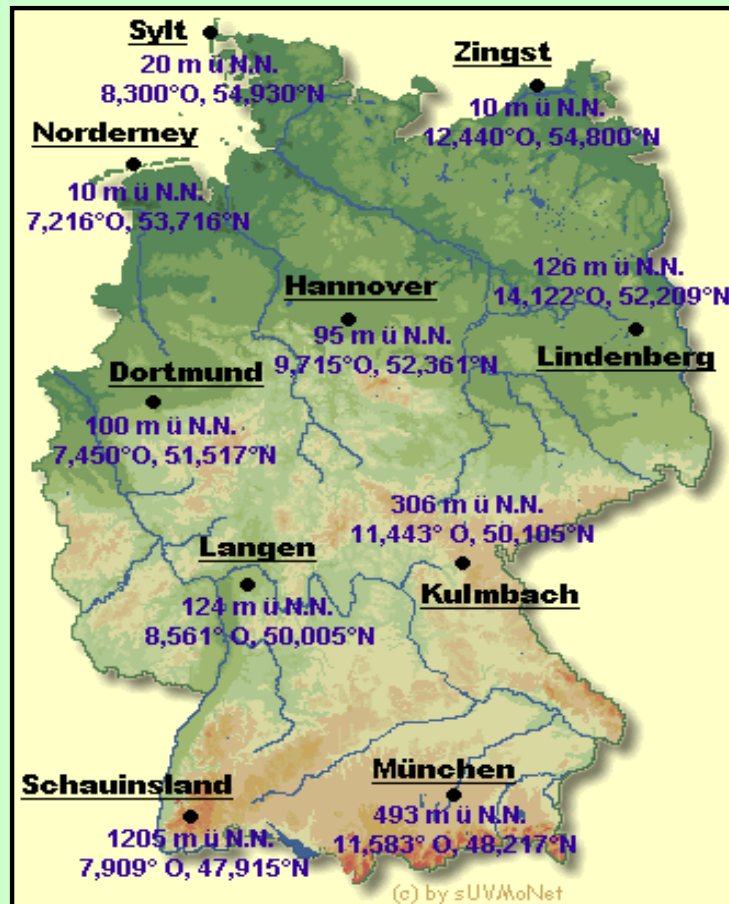 Sylt
20 m ü N.N.
8,300°O, 54,930°N
Zingst
10 m ü N.N.
12,440°O, 54,800°N
Norderney
10 m ü N.N.
7,216°O, 53,716°N
126 m ü N.N.
14,122°O, 52,209°N
Lindenberg
Hannover
95 m ü N.N.
9,715°O, 52,361°N
Dortmund
100 m ü N.N.
7,450°O, 51,517°N
306 m ü N.N.
11,443° O, 50,105°N
Kulmbach
Langen
124 m ü N.N.
8,561° O, 50,005°N
Schauinsland
1205 m ü N.N.
7,909° O, 47,915°N
München
493 m ü N.N.
11,583° O, 48,217°N
(c) by sUVMoNet